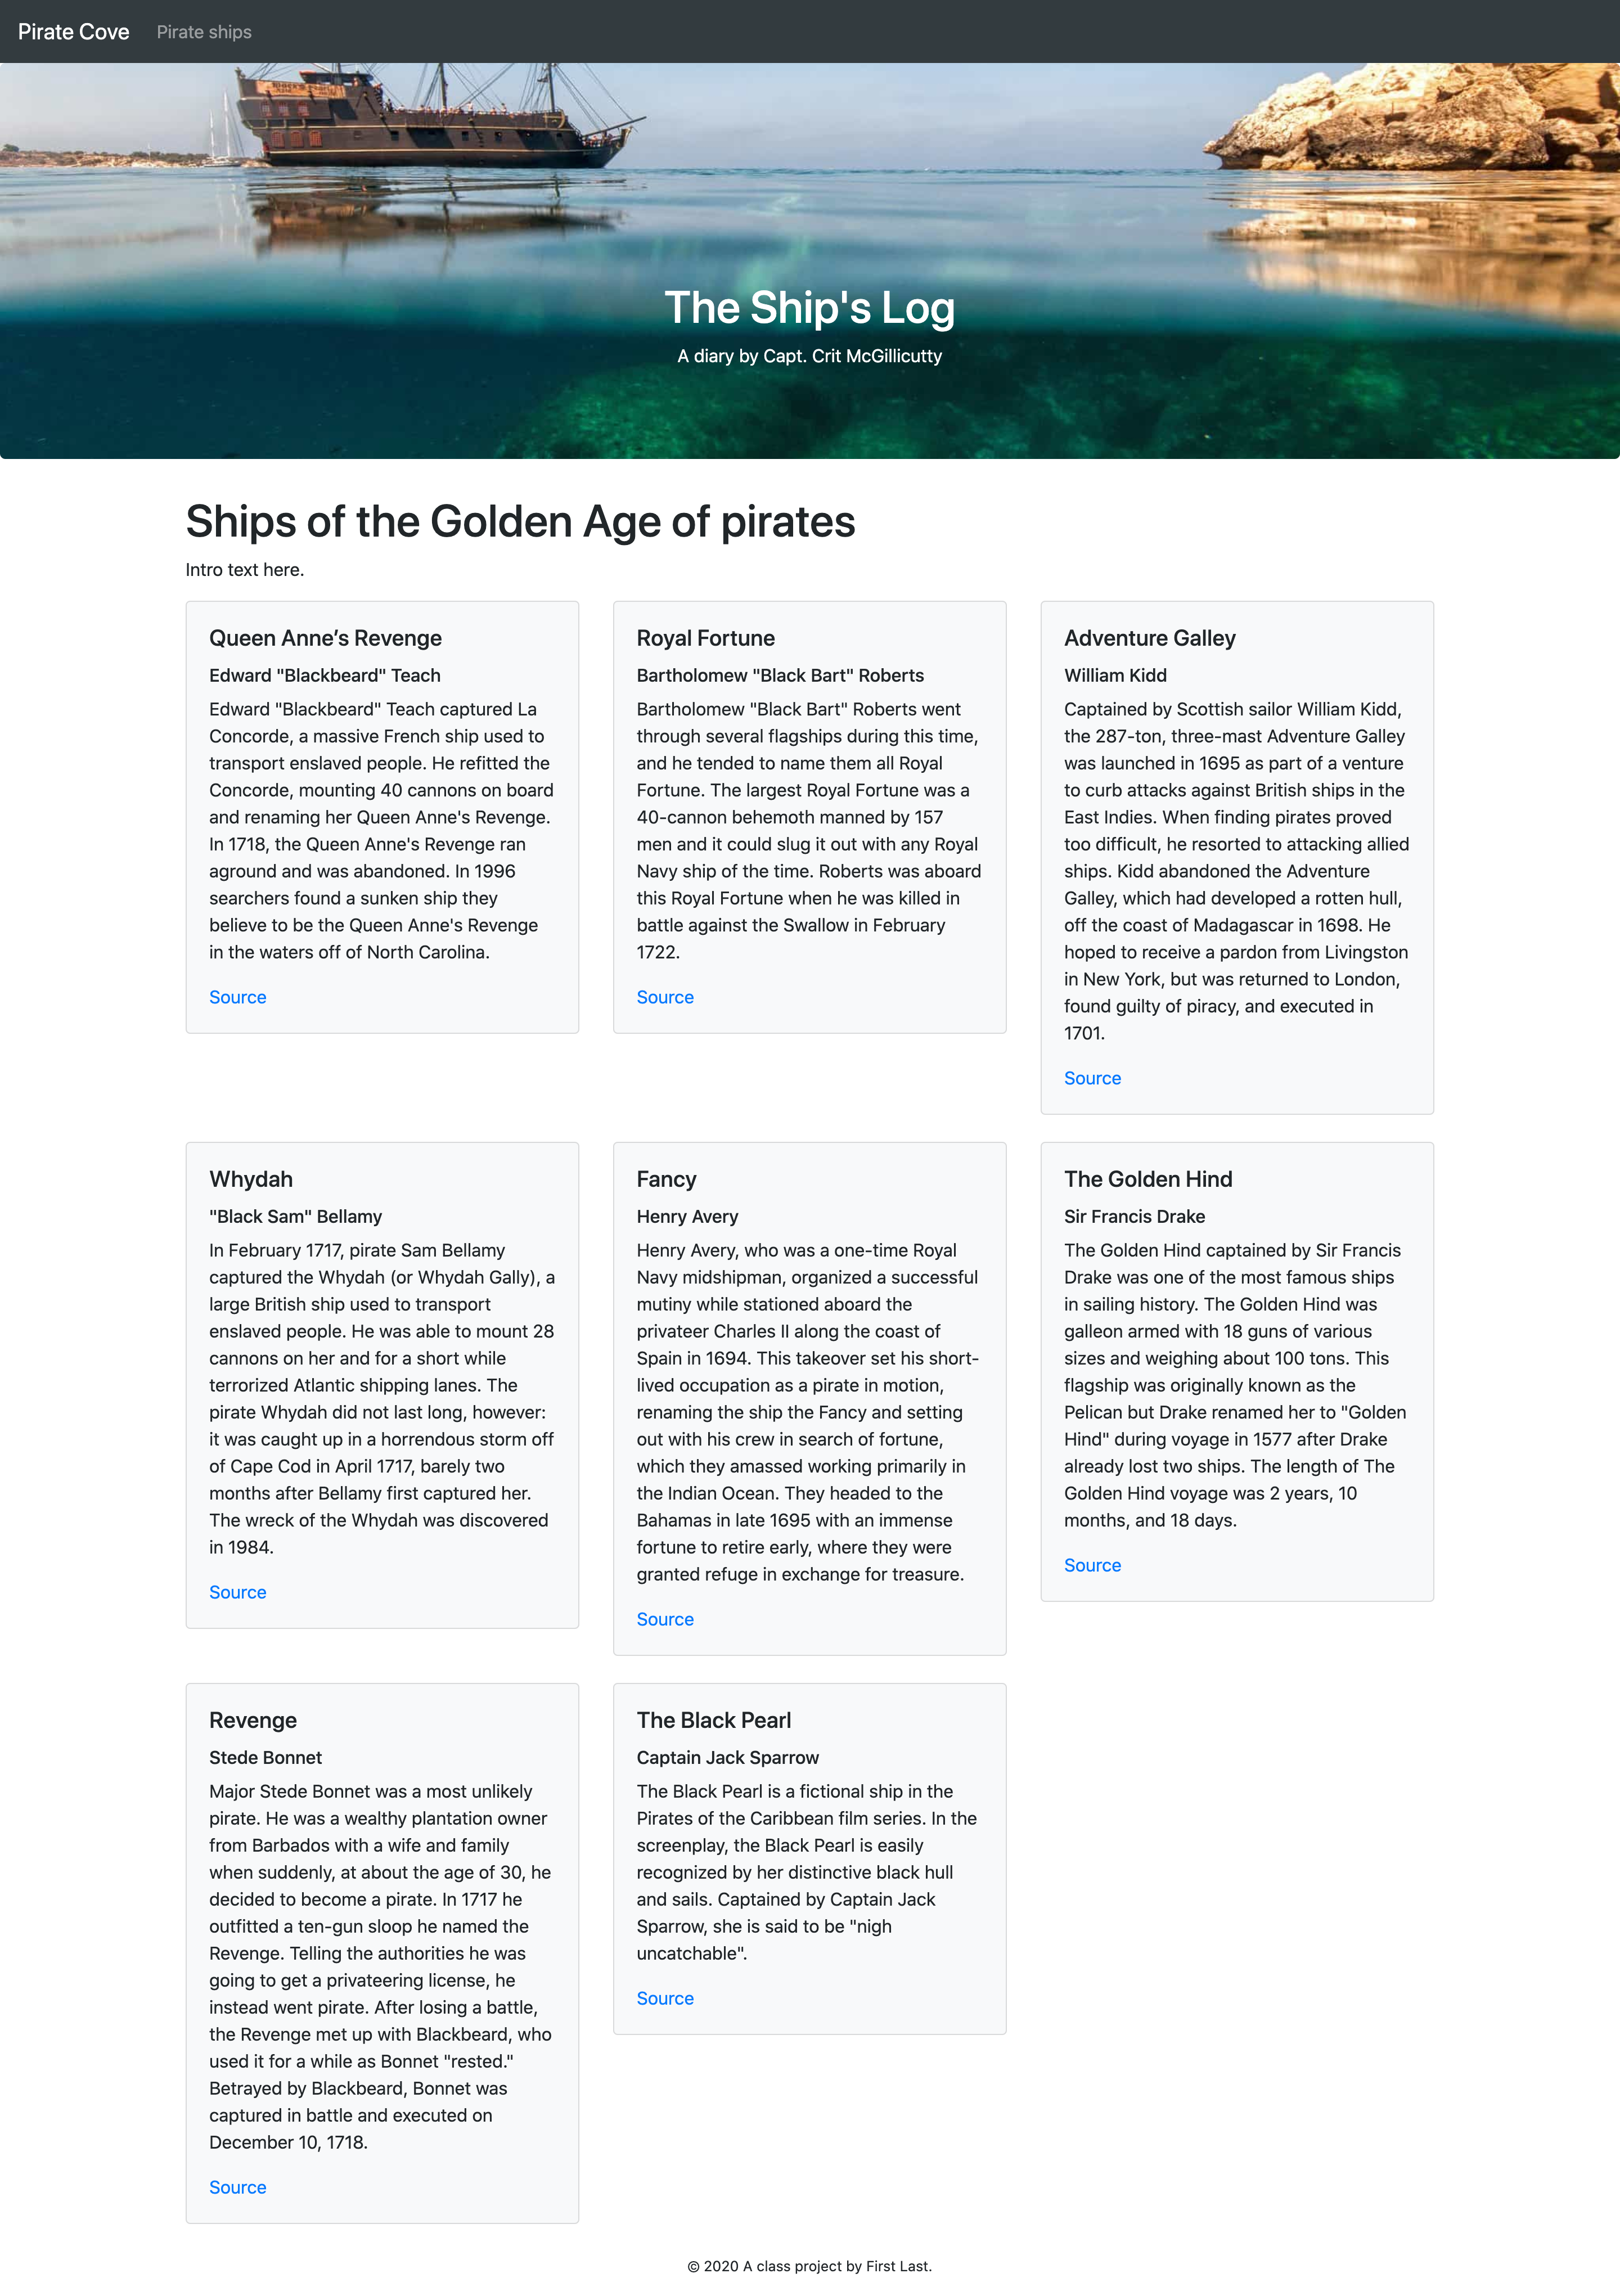 Pirate Cove Pirate ships
The Ship's Log
A diary by Capt. Crit McGillicutty
Ships of the Golden Age of pirates
Intro text here.
Queen Anne’s Revenge
Edward "Blackbeard" Teach
Edward "Blackbeard" Teach captured La
Concorde, a massive French ship used to
transport enslaved people. He refitted the
Concorde, mounting 40 cannons on board
and renaming her Queen Anne's Revenge.
In 1718, the Queen Anne's Revenge ran
aground and was abandoned. In 1996
searchers found a sunken ship they
believe to be the Queen Anne's Revenge
in the waters off of North Carolina.
Source
Royal Fortune
Bartholomew "Black Bart" Roberts
Bartholomew "Black Bart" Roberts went
through several flagships during this time,
and he tended to name them all Royal
Fortune. The largest Royal Fortune was a
40-cannon behemoth manned by 157
men and it could slug it out with any Royal
Navy ship of the time. Roberts was aboard
this Royal Fortune when he was killed in
battle against the Swallow in February
1722.
Source
Adventure Galley
William Kidd
Captained by Scottish sailor William Kidd,
the 287-ton, three-mast Adventure Galley
was launched in 1695 as part of a venture
to curb attacks against British ships in the
East Indies. When finding pirates proved
too difficult, he resorted to attacking allied
ships. Kidd abandoned the Adventure
Galley, which had developed a rotten hull,
off the coast of Madagascar in 1698. He
hoped to receive a pardon from Livingston
in New York, but was returned to London,
found guilty of piracy, and executed in
1701.
Source
Whydah
"Black Sam" Bellamy
In February 1717, pirate Sam Bellamy
captured the Whydah (or Whydah Gally), a
large British ship used to transport
enslaved people. He was able to mount 28
cannons on her and for a short while
terrorized Atlantic shipping lanes. The
pirate Whydah did not last long, however:
it was caught up in a horrendous storm off
of Cape Cod in April 1717, barely two
months after Bellamy first captured her.
The wreck of the Whydah was discovered
in 1984.
Source
Fancy
Henry Avery
Henry Avery, who was a one-time Royal
Navy midshipman, organized a successful
mutiny while stationed aboard the
privateer Charles II along the coast of
Spain in 1694. This takeover set his short-
lived occupation as a pirate in motion,
renaming the ship the Fancy and setting
out with his crew in search of fortune,
which they amassed working primarily in
the Indian Ocean. They headed to the
Bahamas in late 1695 with an immense
fortune to retire early, where they were
granted refuge in exchange for treasure.
Source
The Golden Hind
Sir Francis Drake
The Golden Hind captained by Sir Francis
Drake was one of the most famous ships
in sailing history. The Golden Hind was
galleon armed with 18 guns of various
sizes and weighing about 100 tons. This
flagship was originally known as the
Pelican but Drake renamed her to "Golden
Hind" during voyage in 1577 after Drake
already lost two ships. The length of The
Golden Hind voyage was 2 years, 10
months, and 18 days.
Source
Revenge
Stede Bonnet
Major Stede Bonnet was a most unlikely
pirate. He was a wealthy plantation owner
from Barbados with a wife and family
when suddenly, at about the age of 30, he
decided to become a pirate. In 1717 he
outfitted a ten-gun sloop he named the
Revenge. Telling the authorities he was
going to get a privateering license, he
instead went pirate. After losing a battle,
the Revenge met up with Blackbeard, who
used it for a while as Bonnet "rested."
Betrayed by Blackbeard, Bonnet was
captured in battle and executed on
December 10, 1718.
Source
The Black Pearl
Captain Jack Sparrow
The Black Pearl is a fictional ship in the
Pirates of the Caribbean film series. In the
screenplay, the Black Pearl is easily
recognized by her distinctive black hull
and sails. Captained by Captain Jack
Sparrow, she is said to be "nigh
uncatchable".
Source
© 2020 A class project by First Last.